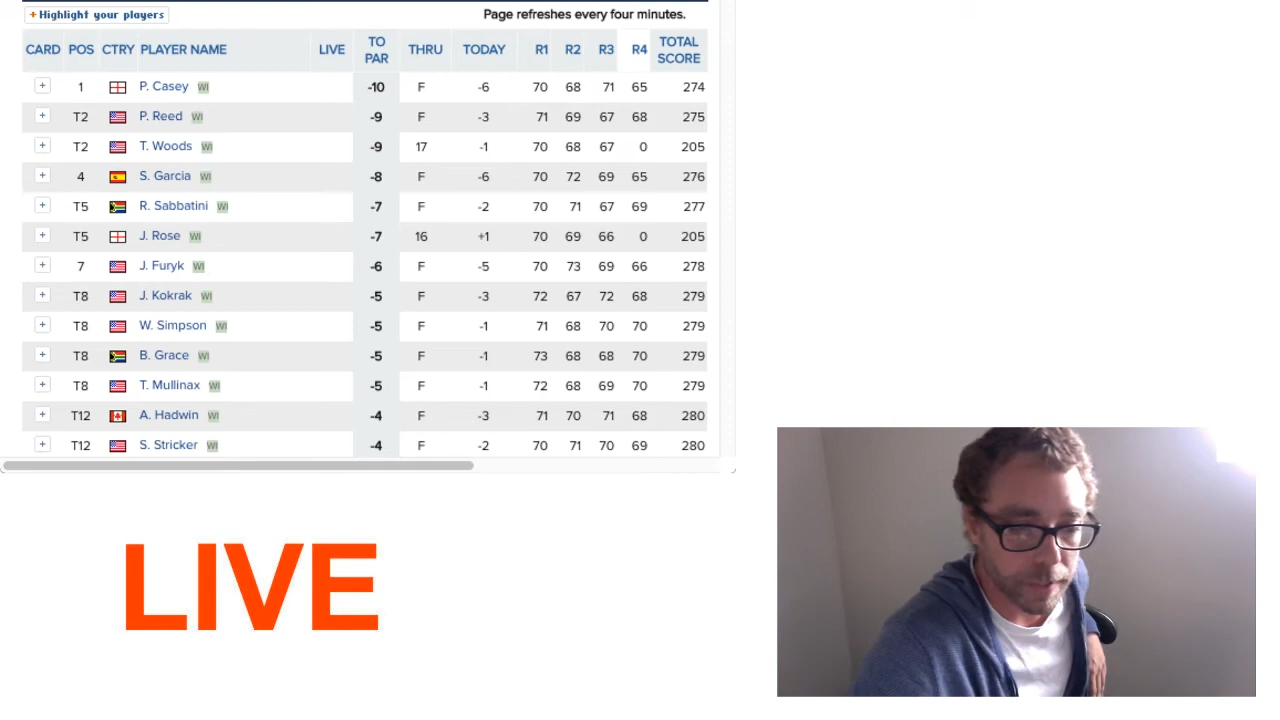 + Highlight your players
Page refreshes every four minutes.
CARD POS CTRY PLAYER NAME LIVE TO PAR THRU TODAY R1 R2 R3 R4 TOTAL SCORE
+ 1 P. Casey WI -10 F -6 70 68 71 65 274
+ T2 P. Reed WI -9 F -3 71 69 67 68 275
+ T2 T. Woods WI -9 17 -1 70 68 67 0 205
+ 4 S. Garcia WI -8 F -6 70 72 69 65 276
+ T5 R. Sabbatini WI -7 F -2 70 71 67 69 277
+ T5 J. Rose WI -7 16 +1 70 69 66 0 205
+ 7 J. Furyk WI -6 F -5 70 73 69 66 278
+ T8 J. Kokrak WI -5 F -3 72 67 72 68 279
+ T8 W. Simpson WI -5 F -1 71 68 70 70 279
+ T8 B. Grace WI -5 F -1 73 68 68 70 279
+ T8 T. Mullinax WI -5 F -1 72 68 69 70 279
+ T12 A. Hadwin WI -4 F -3 71 70 71 68 280
+ T12 S. Stricker WI -4 F -2 70 71 70 69 280
LIVE